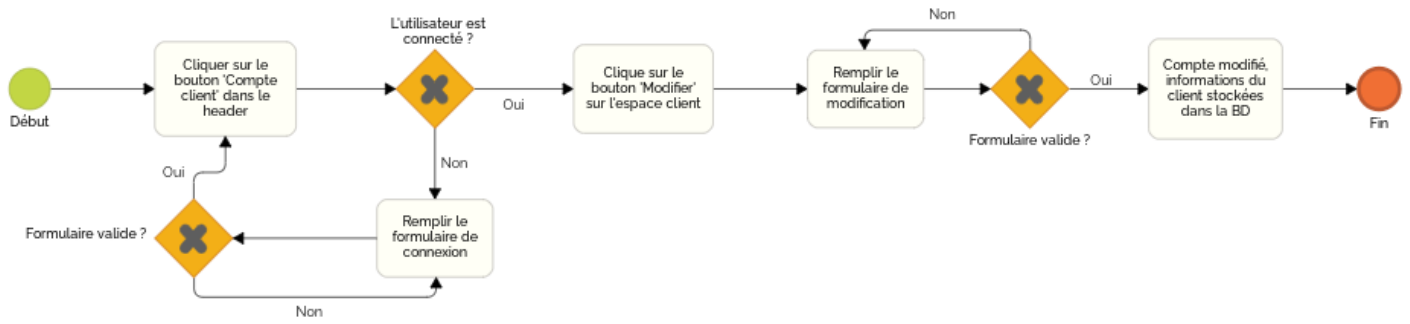 Début
Cliquer sur le
bouton 'Compte
client' dans le
header
L'utilisateur est
connecté ?
Oui
Non
Clique sur le
bouton 'Modifier'
sur l'espace client
Remplir le
formulaire de
modification
Non
Formulaire valide ?
Oui
Compte modifié,
informations du
client stockées
dans la BD
Fin
Oui
Formulaire valide ?
Remplir le
formulaire de
connexion
Non